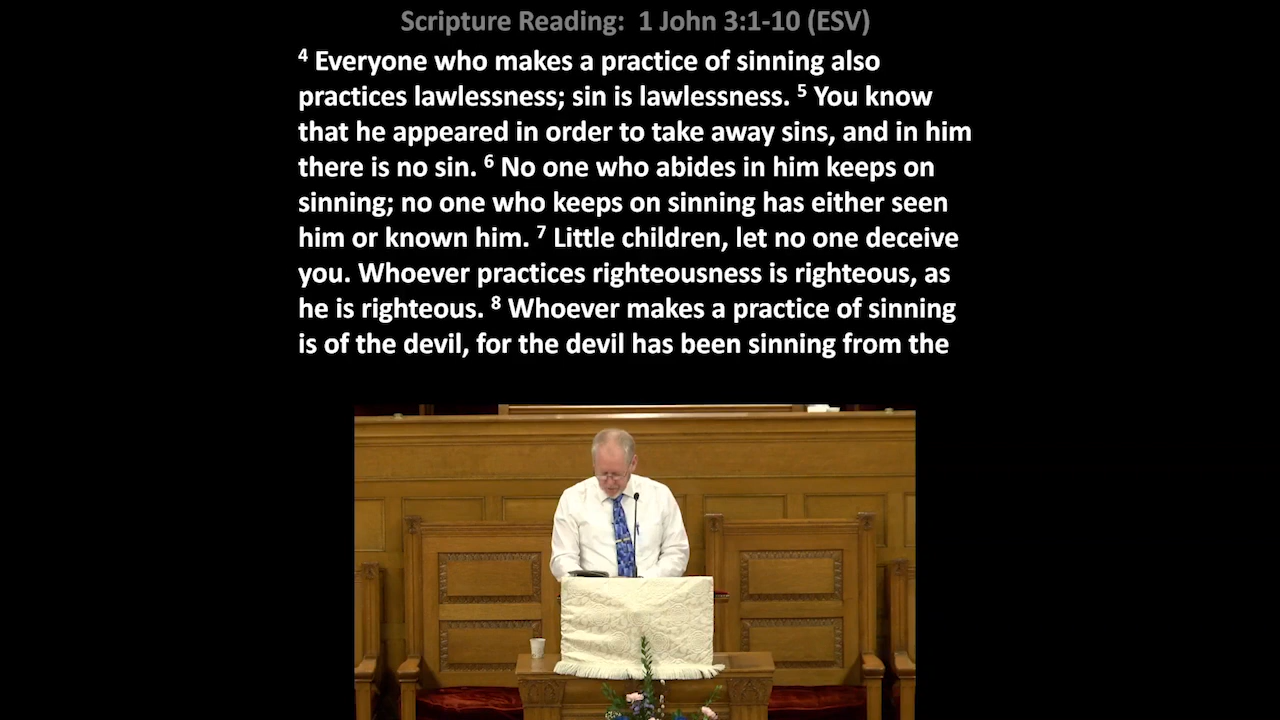 Scripture Reading:  1 John 3:1-10 (ESV)
4 Everyone who makes a practice of sinning also
practices lawlessness; sin is lawlessness. 5 You know
that he appeared in order to take away sins, and in him
there is no sin. 6 No one who abides in him keeps on
sinning; no one who keeps on sinning has either seen
him or known him. 7 Little children, let no one deceive
you. Whoever practices righteousness is righteous, as
he is righteous. 8 Whoever makes a practice of sinning
is of the devil, for the devil has been sinning from the